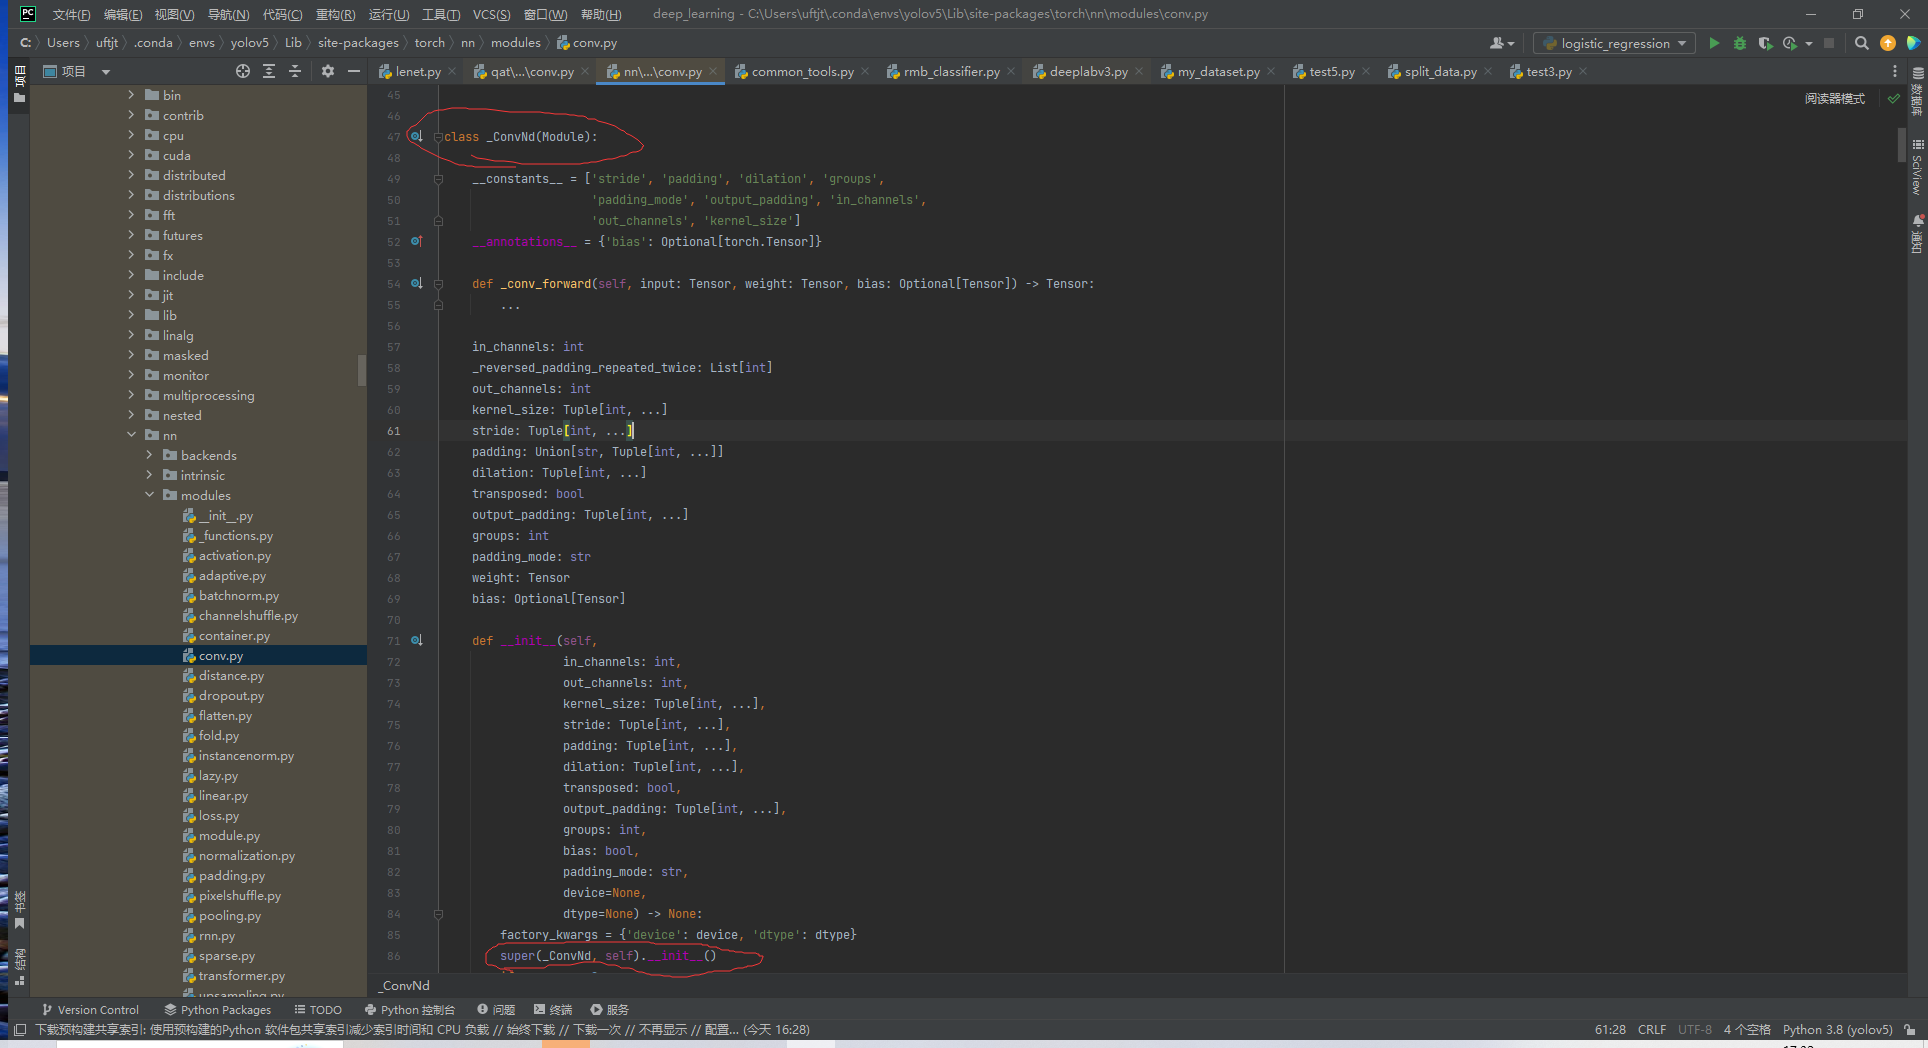 文件(F) 编辑(E) 视图(V) 导航(N) 代码(C) 重构(R) 运行(U) 工具(T) VCS(S) 窗口(W) 帮助(H) deep_learning - C:\Users\uftjt\.conda\envs\yolov5\Lib\site-packages\torch\nn\modules\conv.py
C: Users uftjt .conda envs yolov5 Lib site-packages torch nn modules conv.py logistic_regression
项目
lenet.py qat\...\conv.py nn\...\conv.py common_tools.py rmb_classifier.py deeplabv3.py my_dataset.py test5.py split_data.py test3.py
项目
bin
contrib
cpu
cuda
distributed
distributions
fft
futures
fx
include
jit
lib
linalg
masked
monitor
multiprocessing
nested
nn
backends
intrinsic
modules
__init__.py
_functions.py
activation.py
adaptive.py
batchnorm.py
channelshuffle.py
container.py
conv.py
distance.py
dropout.py
flatten.py
fold.py
instancenorm.py
lazy.py
linear.py
loss.py
module.py
normalization.py
padding.py
pixelshuffle.py
pooling.py
rnn.py
sparse.py
transformer.py
upsampling.py
书签
结构
阅读器模式
45
46
47 class _ConvNd(Module):
48
49 __constants__ = ['stride', 'padding', 'dilation', 'groups',
50 'padding_mode', 'output_padding', 'in_channels',
51 'out_channels', 'kernel_size']
52 __annotations__ = {'bias': Optional[torch.Tensor]}
53
54 def _conv_forward(self, input: Tensor, weight: Tensor, bias: Optional[Tensor]) -> Tensor:
55 ...
56
57 in_channels: int
58 _reversed_padding_repeated_twice: List[int]
59 out_channels: int
60 kernel_size: Tuple[int, ...]
61 stride: Tuple[int, ...]
62 padding: Union[str, Tuple[int, ...]]
63 dilation: Tuple[int, ...]
64 transposed: bool
65 output_padding: Tuple[int, ...]
66 groups: int
67 padding_mode: str
68 weight: Tensor
69 bias: Optional[Tensor]
70
71 def __init__(self,
72 in_channels: int,
73 out_channels: int,
74 kernel_size: Tuple[int, ...],
75 stride: Tuple[int, ...],
76 padding: Tuple[int, ...],
77 dilation: Tuple[int, ...],
78 transposed: bool,
79 output_padding: Tuple[int, ...],
80 groups: int,
81 bias: bool,
82 padding_mode: str,
83 device=None,
84 dtype=None) -> None:
85 factory_kwargs = {'device': device, 'dtype': dtype}
86 super(_ConvNd, self).__init__()
_ConvNd
数据库
SciView
通知
Version Control Python Packages TODO Python 控制台 问题 终端 服务
下载预构建共享索引: 使用预构建的Python 软件包共享索引减少索引时间和 CPU 负载 // 始终下载 // 下载一次 // 不再显示 // 配置... (今天 16:28) 61:28 CRLF UTF-8 4 个空格 Python 3.8 (yolov5)